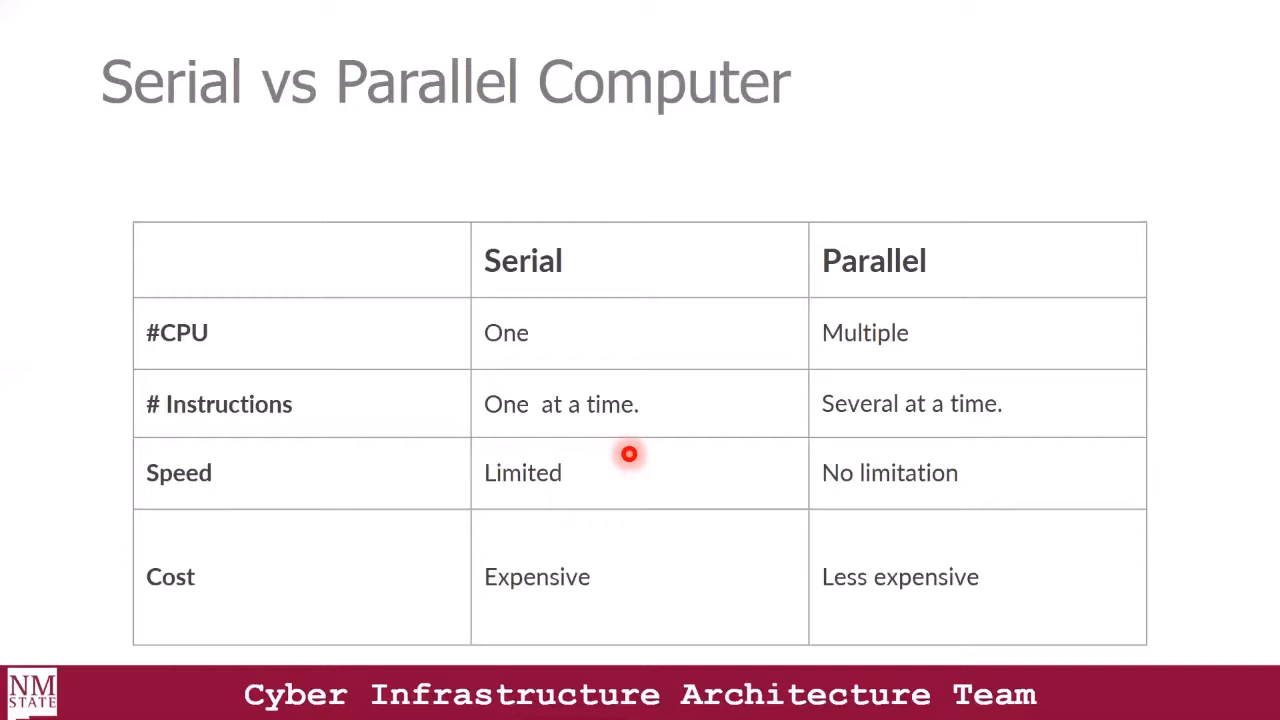 Serial vs Parallel Computer
Serial Parallel
#CPU One Multiple
# Instructions One at a time. Several at a time.
Speed Limited No limitation
Cost Expensive Less expensive
NM
STATE
Cyber Infrastructure Architecture Team